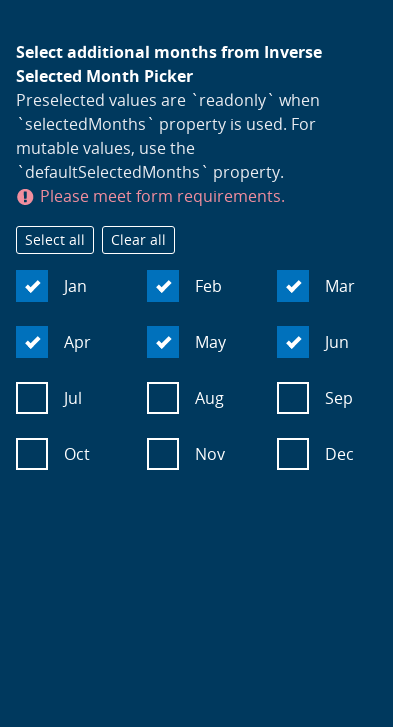 Select additional months from Inverse
Selected Month Picker
Preselected values are `readonly` when
`selectedMonths` property is used. For
mutable values, use the
`defaultSelectedMonths` property.
Please meet form requirements.
Select all Clear all
Jan Feb Mar
Apr May Jun
Jul Aug Sep
Oct Nov Dec